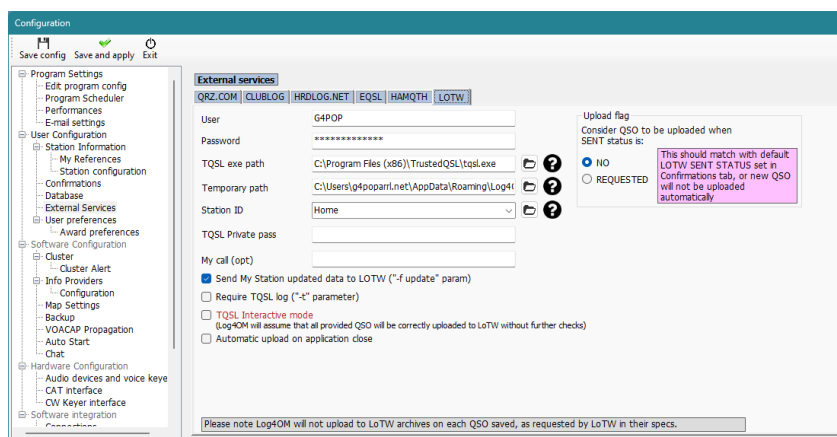 Configuration
Save config Save and apply Exit
Program Settings
Edit program config
Program Scheduler
Performances
E-mail settings
User Configuration
Station Information
My References
Station configuration
Confirmations
Database
External Services
User preferences
Award preferences
Software Configuration
Cluster
Cluster Alert
Info Providers
Configuration
Map Settings
Backup
VOACAP Propagation
Auto Start
Chat
Hardware Configuration
Audio devices and voice keye
CAT interface
CW Keyer interface
Software integration
External services
QRZ.COM CLUBLOG HRDLOG.NET EQSL HAMQTH LOTW
User G4POP
Password *************
TQSL exe path C:\Program Files (x86)\TrustedQSL\tqsl.exe
Temporary path C:\Users\g4poparrl.net\AppData\Roaming\Log4(
Station ID Home
TQSL Private pass
My call (opt)
Send My Station updated data to LOTW ("-f update" param)
Require TQSL log ("-t" parameter)
TQSL Interactive mode
(Log4OM will assume that all provided QSO will be correctly uploaded to LoTW without further checks)
Automatic upload on application close
Upload flag
Consider QSO to be uploaded when
SENT status is:
NO
REQUESTED
This should match with default
LOTW SENT STATUS set in
Confirmations tab, or new QSO
will not be uploaded
automatically
Please note Log4OM will not upload to LoTW archives on each QSO saved, as requested by LoTW in their specs.